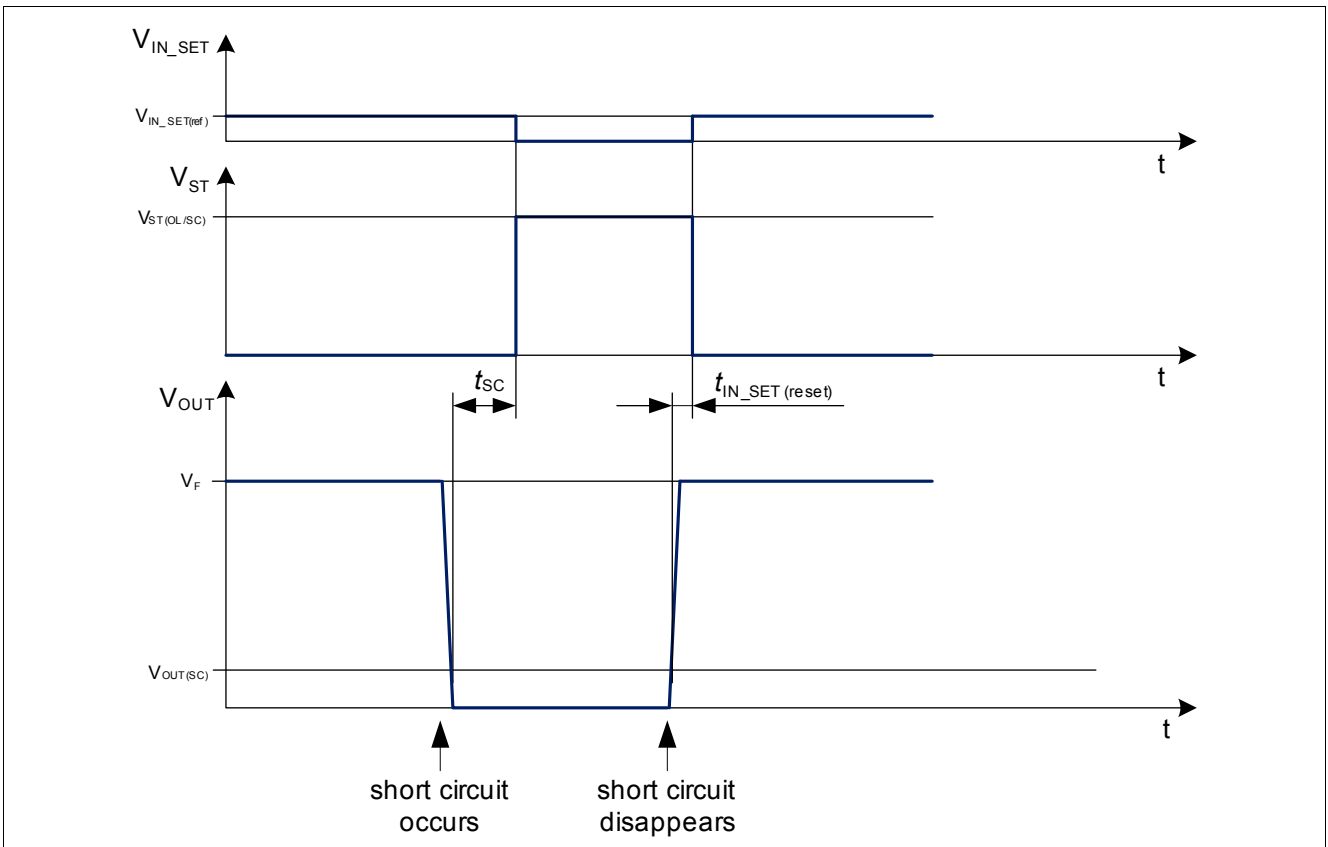 V_IN_SET
V_IN_SET(ref)
t
V_ST
V_ST(OL/SC)
t
t_SC
t_IN_SET (reset)
V_OUT
V_F
V_OUT(SC)
t
short circuit
occurs
short circuit
disappears